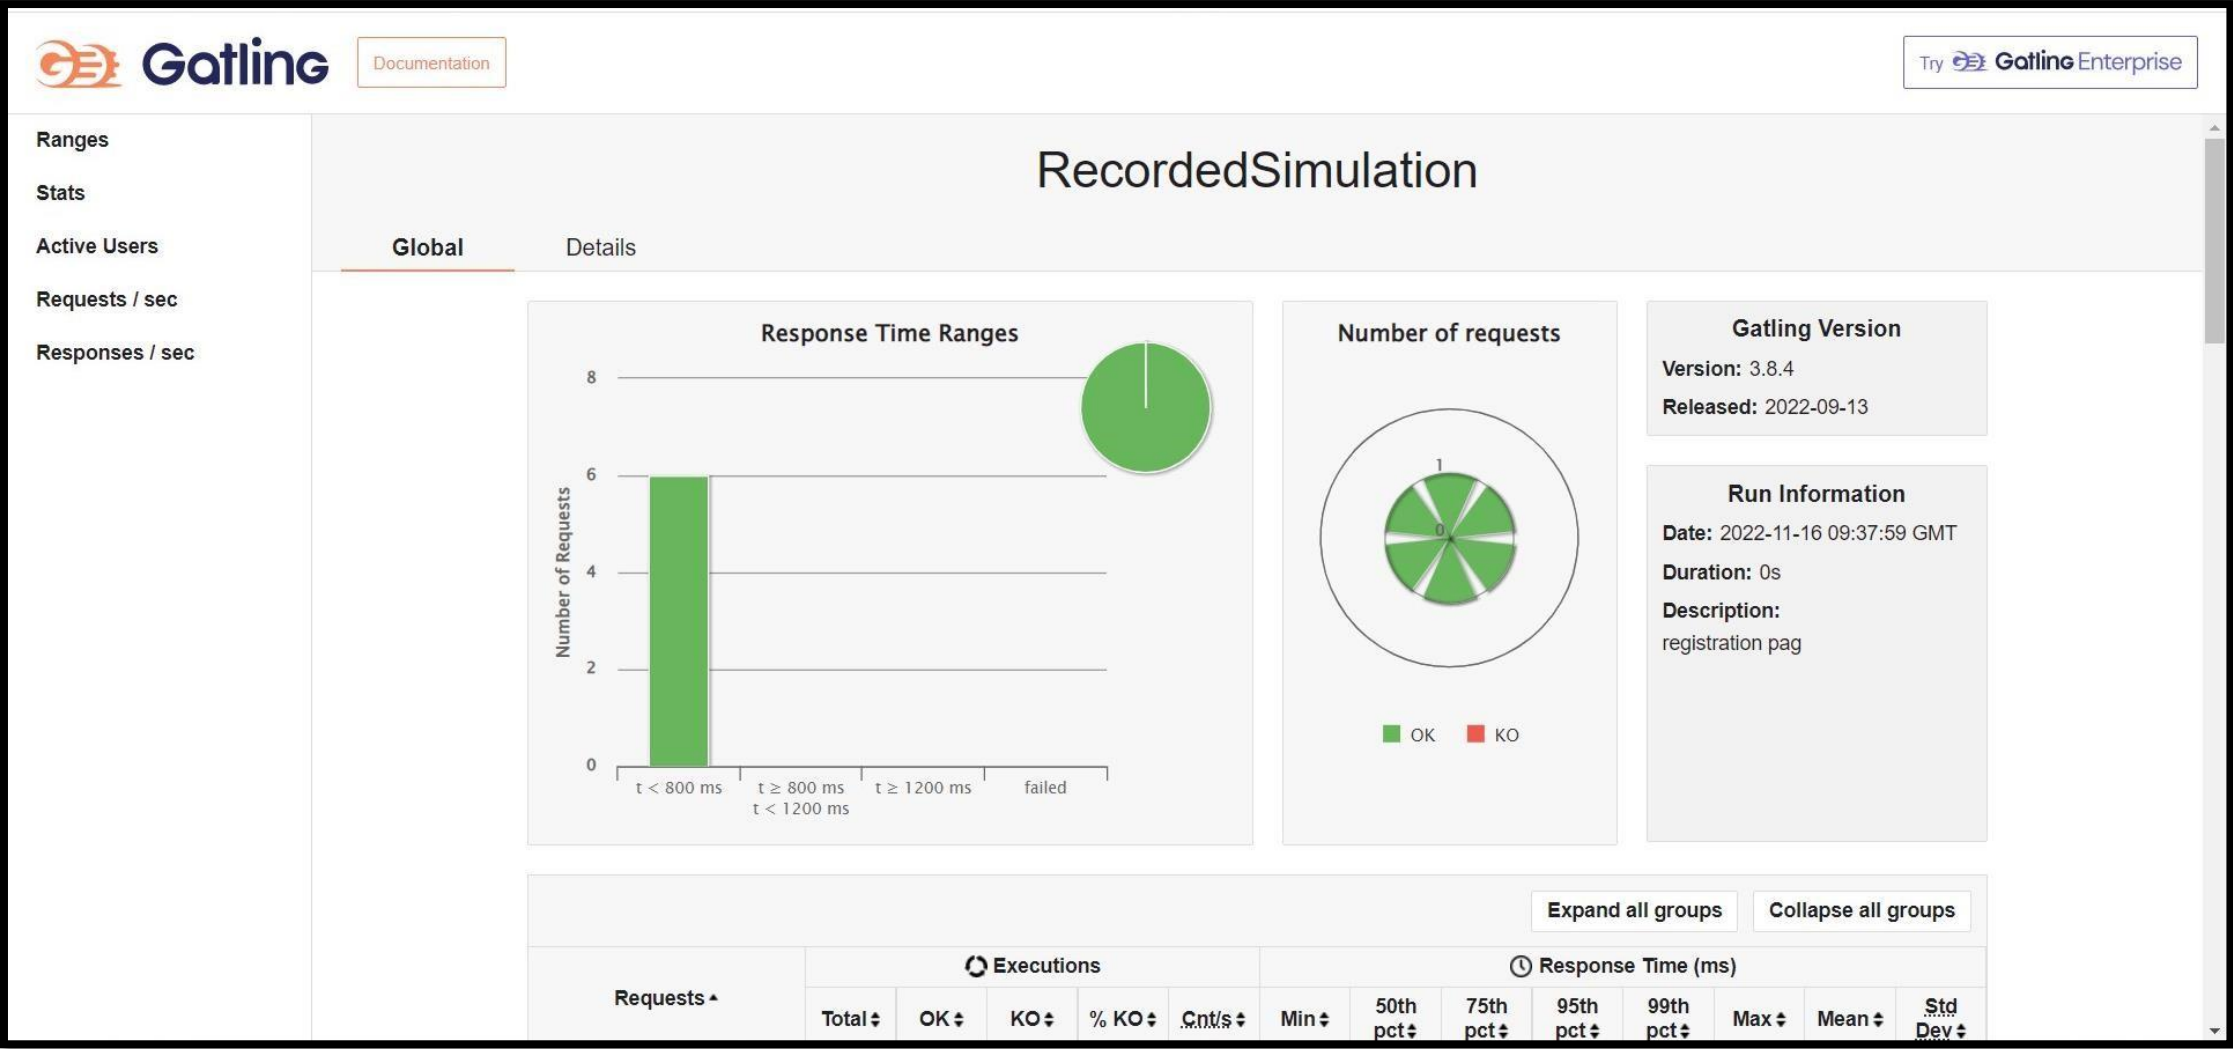 Gatling
Documentation
Try Gatling Enterprise
Ranges
Stats
Active Users
Requests / sec
Responses / sec
RecordedSimulation
Global
Details
Response Time Ranges
8
6
4
2
0
Number of Requests
t < 800 ms
t ≥ 800 ms
t < 1200 ms
t ≥ 1200 ms
failed
Number of requests
1
0
OK
KO
Gatling Version
Version: 3.8.4
Released: 2022-09-13
Run Information
Date: 2022-11-16 09:37:59 GMT
Duration: 0s
Description:
registration pag
Expand all groups
Collapse all groups
Requests
Executions
Response Time (ms)
Total
OK
KO
% KO
Cnt/s
Min
50th
pct
75th
pct
95th
pct
99th
pct
Max
Mean
Std
Dev